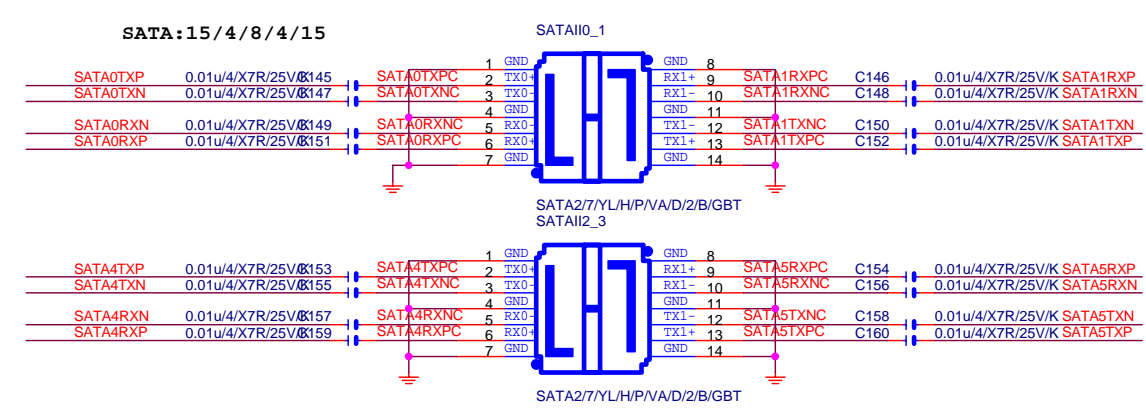 SATA:15/4/8/4/15
SATAII0_1
1 GND GND 8
SATA0TXP 0.01u/4/X7R/25V/K C145 SATA0TXPC 2 TX0+ RX1+ 9 SATA1RXPC C146 0.01u/4/X7R/25V/K SATA1RXP
SATA0TXN 0.01u/4/X7R/25V/K C147 SATA0TXNC 3 TX0- RX1- 10 SATA1RXNC C148 0.01u/4/X7R/25V/K SATA1RXN
4 GND GND 11
SATA0RXN 0.01u/4/X7R/25V/K C149 SATA0RXNC 5 RX0- TX1- 12 SATA1TXNC C150 0.01u/4/X7R/25V/K SATA1TXN
SATA0RXP 0.01u/4/X7R/25V/K C151 SATA0RXPC 6 RX0+ TX1+ 13 SATA1TXPC C152 0.01u/4/X7R/25V/K SATA1TXP
7 GND GND 14
SATA2/7/YL/H/P/VA/D/2/B/GBT
SATAII2_3
1 GND GND 8
SATA4TXP 0.01u/4/X7R/25V/K C153 SATA4TXPC 2 TX0+ RX1+ 9 SATA5RXPC C154 0.01u/4/X7R/25V/K SATA5RXP
SATA4TXN 0.01u/4/X7R/25V/K C155 SATA4TXNC 3 TX0- RX1- 10 SATA5RXNC C156 0.01u/4/X7R/25V/K SATA5RXN
4 GND GND 11
SATA4RXN 0.01u/4/X7R/25V/K C157 SATA4RXNC 5 RX0- TX1- 12 SATA5TXNC C158 0.01u/4/X7R/25V/K SATA5TXN
SATA4RXP 0.01u/4/X7R/25V/K C159 SATA4RXPC 6 RX0+ TX1+ 13 SATA5TXPC C160 0.01u/4/X7R/25V/K SATA5TXP
7 GND GND 14
SATA2/7/YL/H/P/VA/D/2/B/GBT